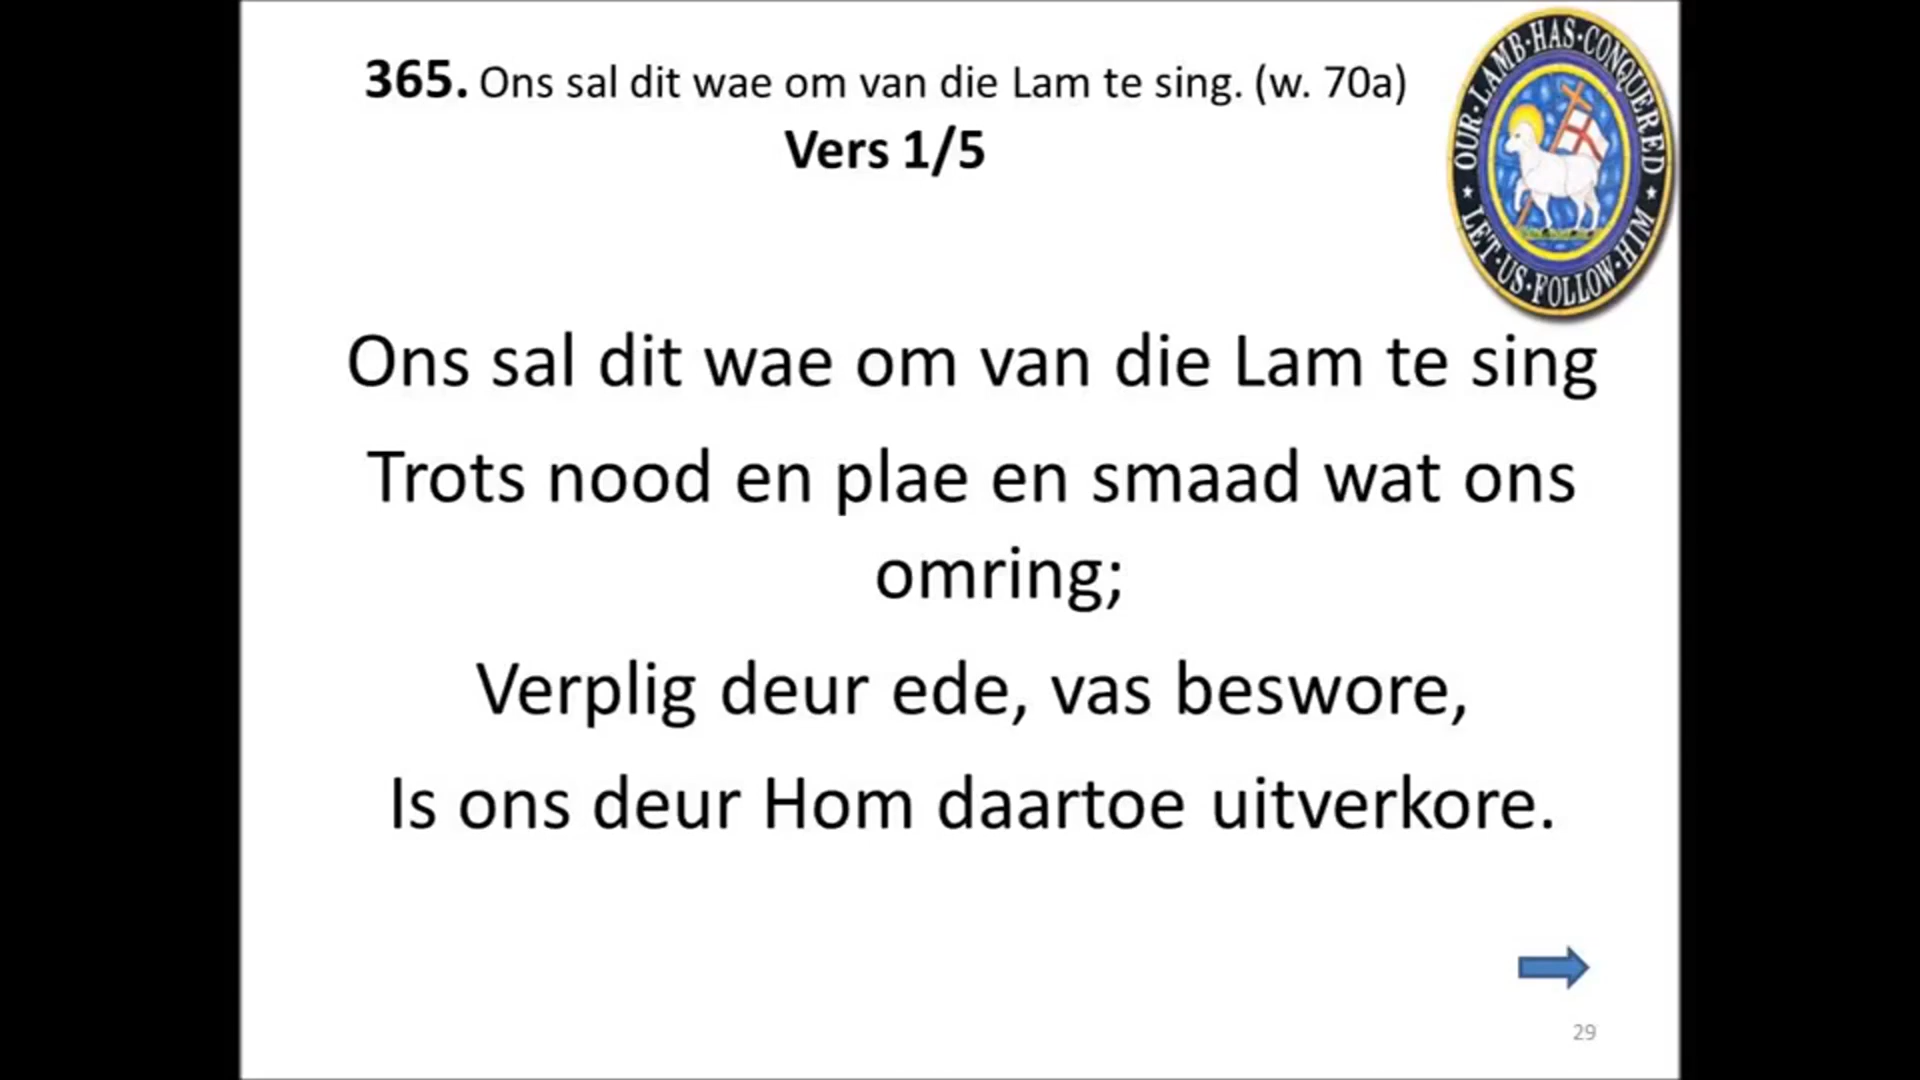 365. Ons sal dit wae om van die Lam te sing. (w. 70a)
Vers 1/5
OUR·LAMB·HAS·CONQUERED
★ LET·US·FOLLOW·HIM ★
Ons sal dit wae om van die Lam te sing
Trots nood en plae en smaad wat ons
omring;
Verplig deur ede, vas beswore,
Is ons deur Hom daartoe uitverkore.
29